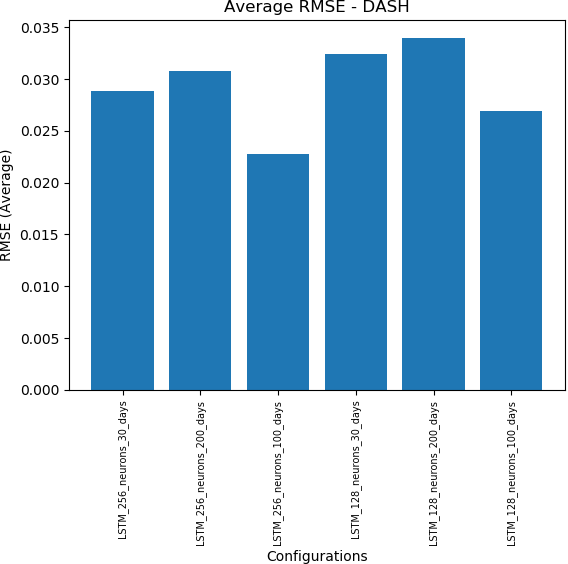 Average RMSE - DASH
0.035
0.030
0.025
0.020
0.015
0.010
0.005
0.000
RMSE (Average)
LSTM_256_neurons_30_days
LSTM_256_neurons_200_days
LSTM_256_neurons_100_days
LSTM_128_neurons_30_days
LSTM_128_neurons_200_days
LSTM_128_neurons_100_days
Configurations